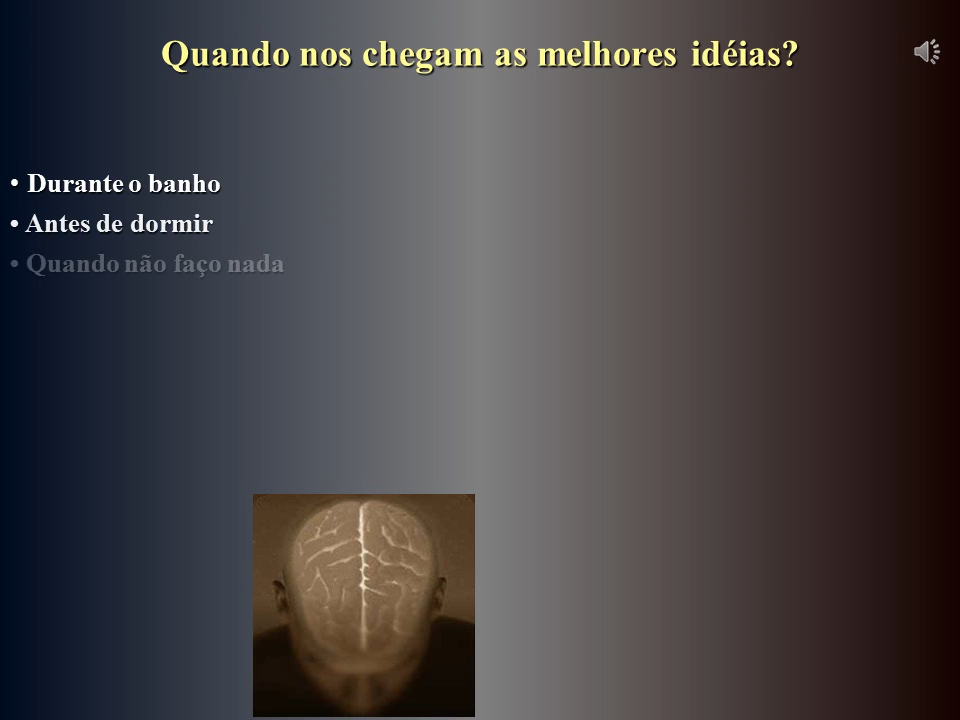 Quando nos chegam as melhores idéias?
• Durante o banho
• Antes de dormir
• Quando não faço nada